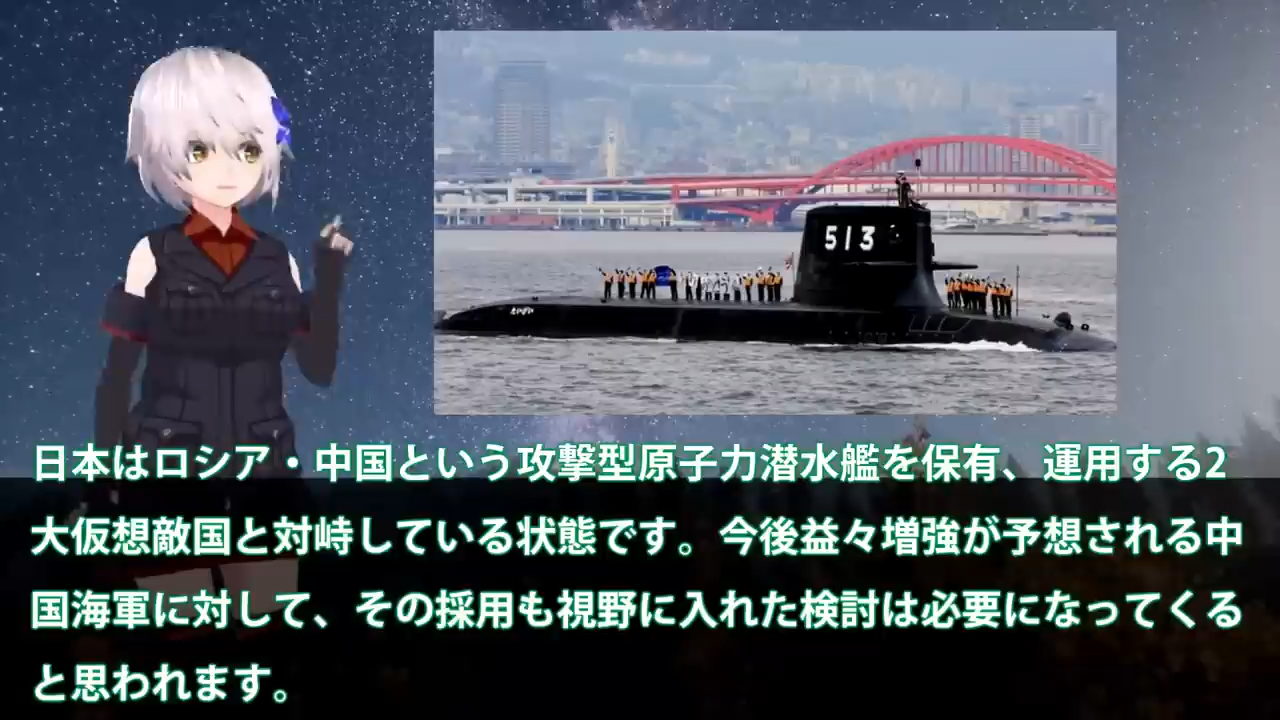 513
たいげい
日本はロシア・中国という攻撃型原子力潜水艦を保有、運用する2
大仮想敵国と対峙している状態です。今後益々増強が予想される中
国海軍に対して、その採用も視野に入れた検討は必要になってくる
と思われます。